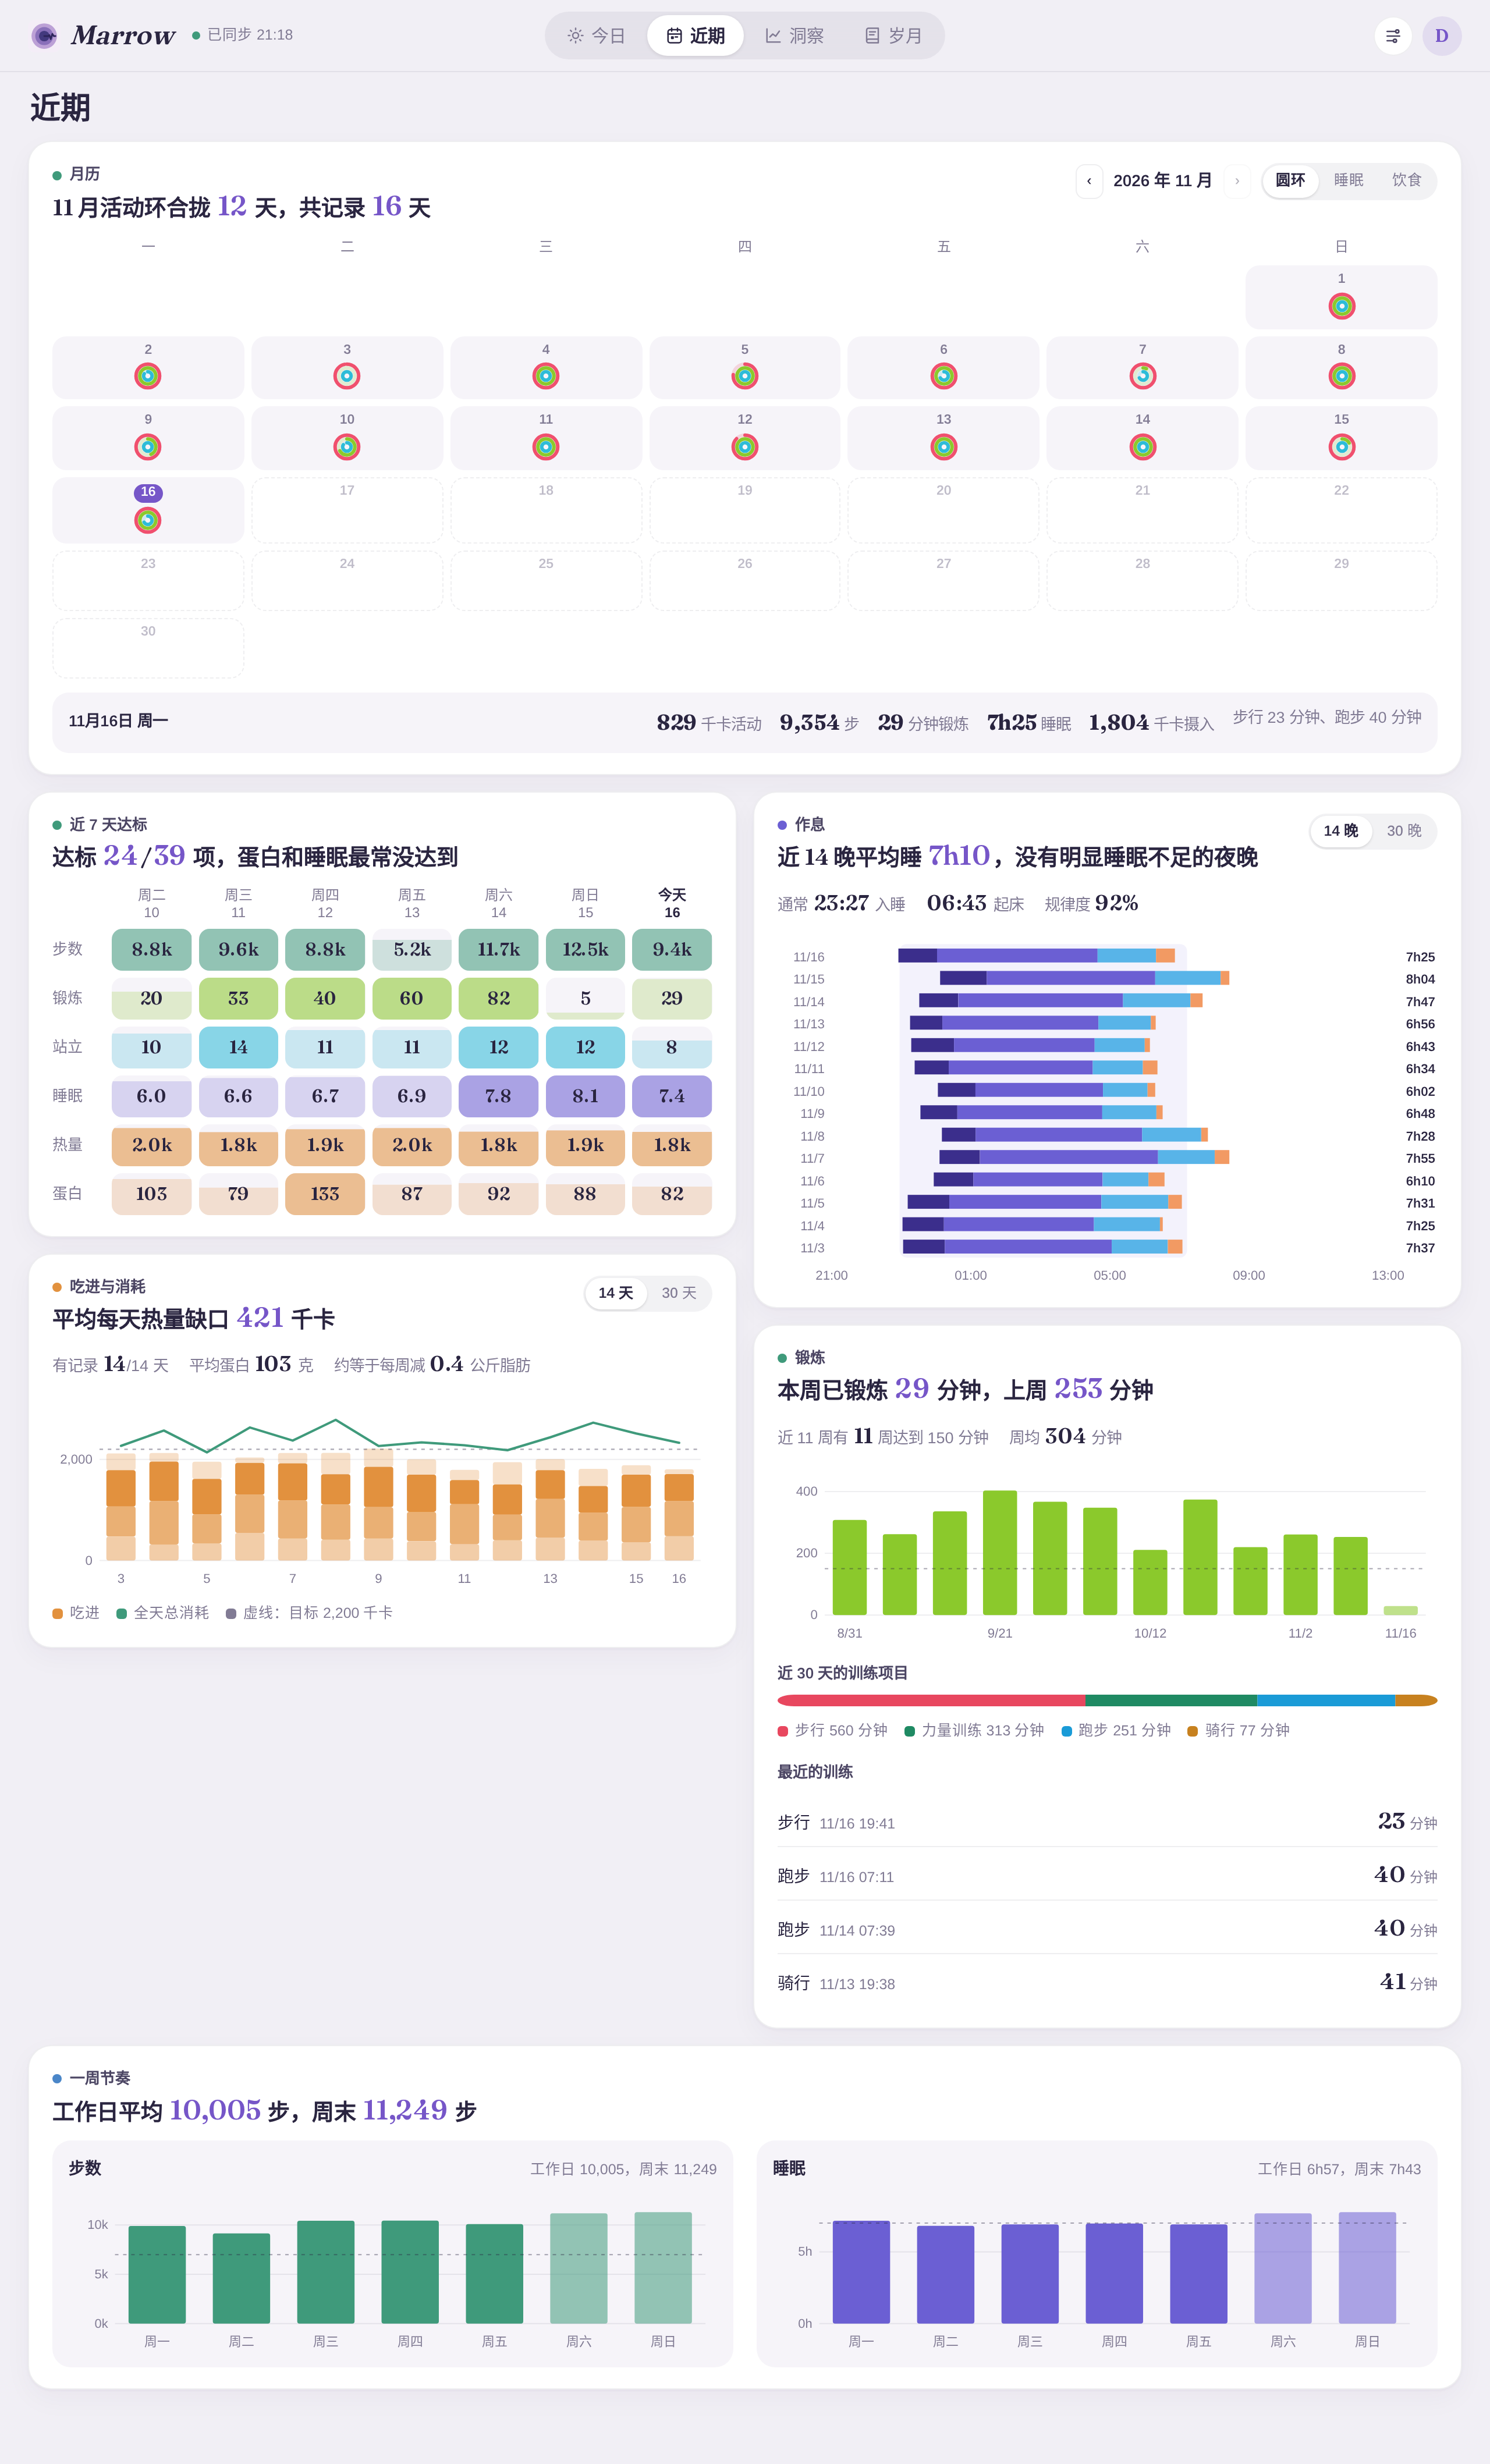 Marrow
已同步 21:18
今日
近期
洞察
岁月
D
近期
月历
11 月活动环合拢 12 天，共记录 16 天
‹ 2026 年 11 月 ›
圆环 睡眠 饮食
一 二 三 四 五 六 日
1
2 3 4 5 6 7 8
9 10 11 12 13 14 15
16 17 18 19 20 21 22
23 24 25 26 27 28 29
30
11月16日 周一
829 千卡活动 9,354 步 29 分钟锻炼 7h25 睡眠 1,804 千卡摄入 步行 23 分钟、跑步 40 分钟
近 7 天达标
达标 24/39 项，蛋白和睡眠最常没达到
周二 周三 周四 周五 周六 周日 今天
10 11 12 13 14 15 16
步数 8.8k 9.6k 8.8k 5.2k 11.7k 12.5k 9.4k
锻炼 20 33 40 60 82 5 29
站立 10 14 11 11 12 12 8
睡眠 6.0 6.6 6.7 6.9 7.8 8.1 7.4
热量 2.0k 1.8k 1.9k 2.0k 1.8k 1.9k 1.8k
蛋白 103 79 133 87 92 88 82
作息
14 晚 30 晚
近 14 晚平均睡 7h10，没有明显睡眠不足的夜晚
通常 23:27 入睡 06:43 起床 规律度 92%
11/16 7h25
11/15 8h04
11/14 7h47
11/13 6h56
11/12 6h43
11/11 6h34
11/10 6h02
11/9 6h48
11/8 7h28
11/7 7h55
11/6 6h10
11/5 7h31
11/4 7h25
11/3 7h37
21:00 01:00 05:00 09:00 13:00
吃进与消耗
14 天 30 天
平均每天热量缺口 421 千卡
有记录 14/14 天 平均蛋白 103 克 约等于每周减 0.4 公斤脂肪
2,000
0
3 5 7 9 11 13 15 16
吃进 全天总消耗 虚线：目标 2,200 千卡
锻炼
本周已锻炼 29 分钟，上周 253 分钟
近 11 周有 11 周达到 150 分钟 周均 304 分钟
400
200
0
8/31 9/21 10/12 11/2 11/16
近 30 天的训练项目
步行 560 分钟 力量训练 313 分钟 跑步 251 分钟 骑行 77 分钟
最近的训练
步行 11/16 19:41 23 分钟
跑步 11/16 07:11 40 分钟
跑步 11/14 07:39 40 分钟
骑行 11/13 19:38 41 分钟
一周节奏
工作日平均 10,005 步，周末 11,249 步
步数 工作日 10,005，周末 11,249
10k
5k
0k
周一 周二 周三 周四 周五 周六 周日
睡眠 工作日 6h57，周末 7h43
5h
0h
周一 周二 周三 周四 周五 周六 周日